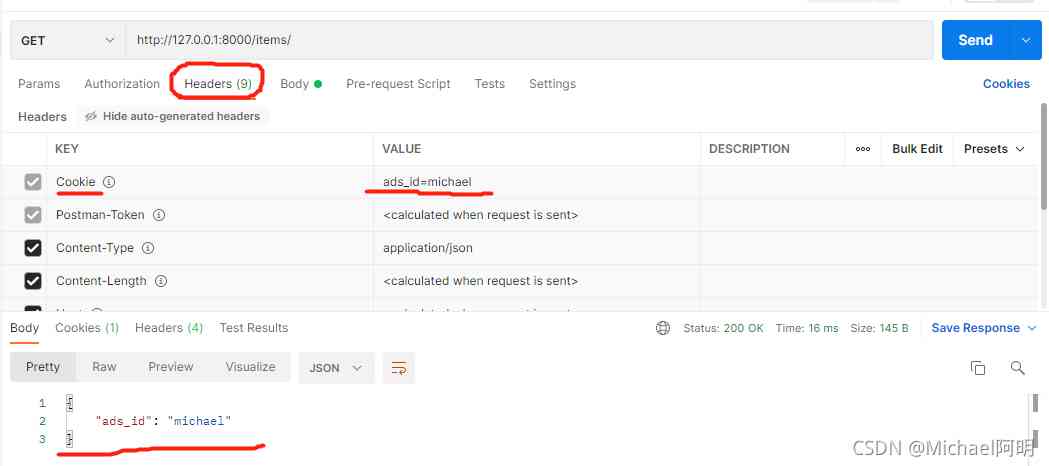 GET http://127.0.0.1:8000/items/ Send
Params Authorization Headers (9) Body Pre-request Script Tests Settings Cookies
Headers Hide auto-generated headers
KEY VALUE DESCRIPTION ooo Bulk Edit Presets
Cookie ads_id=michael
Postman-Token <calculated when request is sent>
Content-Type application/json
Content-Length <calculated when request is sent>
Body Cookies (1) Headers (4) Test Results Status: 200 OK Time: 16 ms Size: 145 B Save Response
Pretty Raw Preview Visualize JSON
1 {
2 "ads_id": "michael"
3 }
CSDN @Michael阿明